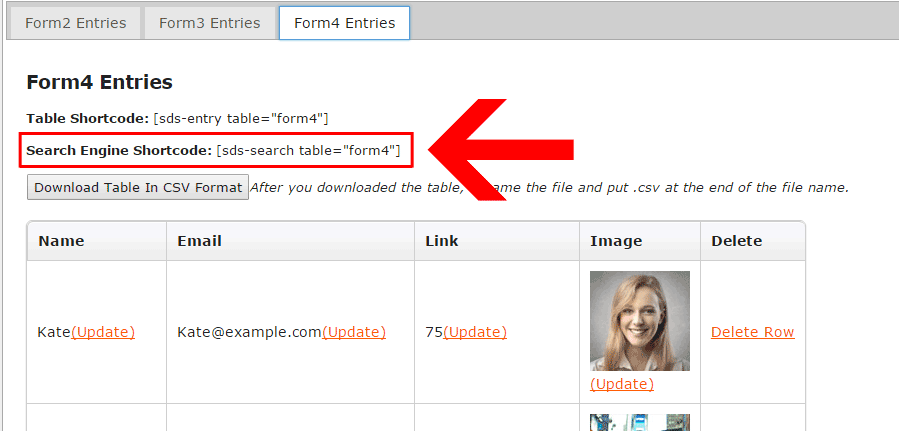 Form2 Entries Form3 Entries Form4 Entries
Form4 Entries
Table Shortcode: [sds-entry table="form4"]
Search Engine Shortcode: [sds-search table="form4"]
Download Table In CSV Format After you downloaded the table, the file and put .csv at the end of the file name.
Name Email Link Image Delete
Kate(Update) Kate@example.com(Update) 75(Update) Delete Row
(Update)